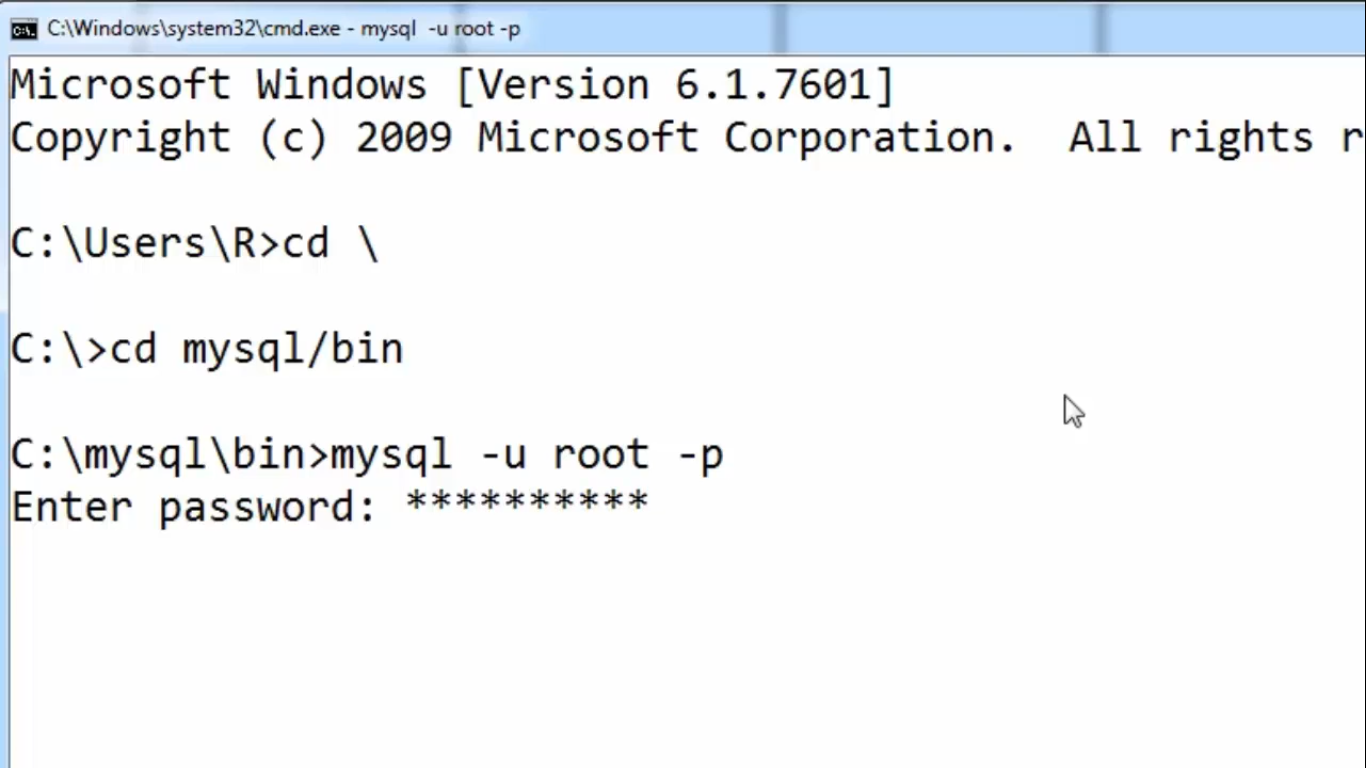 C:\Windows\system32\cmd.exe - mysql  -u root -p
Microsoft Windows [Version 6.1.7601]
Copyright (c) 2009 Microsoft Corporation.  All rights r
C:\Users\R>cd \
C:\>cd mysql/bin
C:\mysql\bin>mysql -u root -p
Enter password: **********